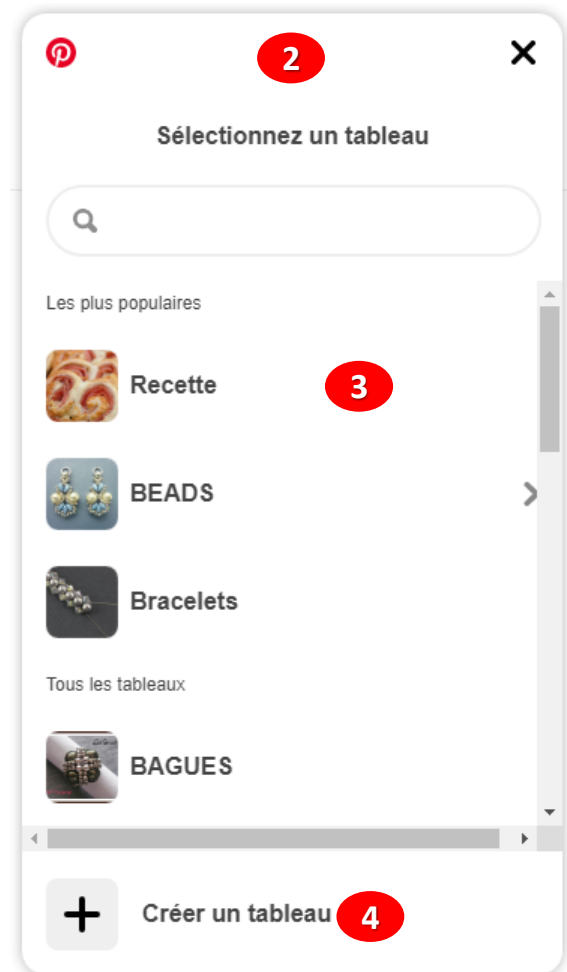 2
Sélectionnez un tableau
Les plus populaires
Recette
3
BEADS
Bracelets
Tous les tableaux
BAGUES
Créer un tableau
4